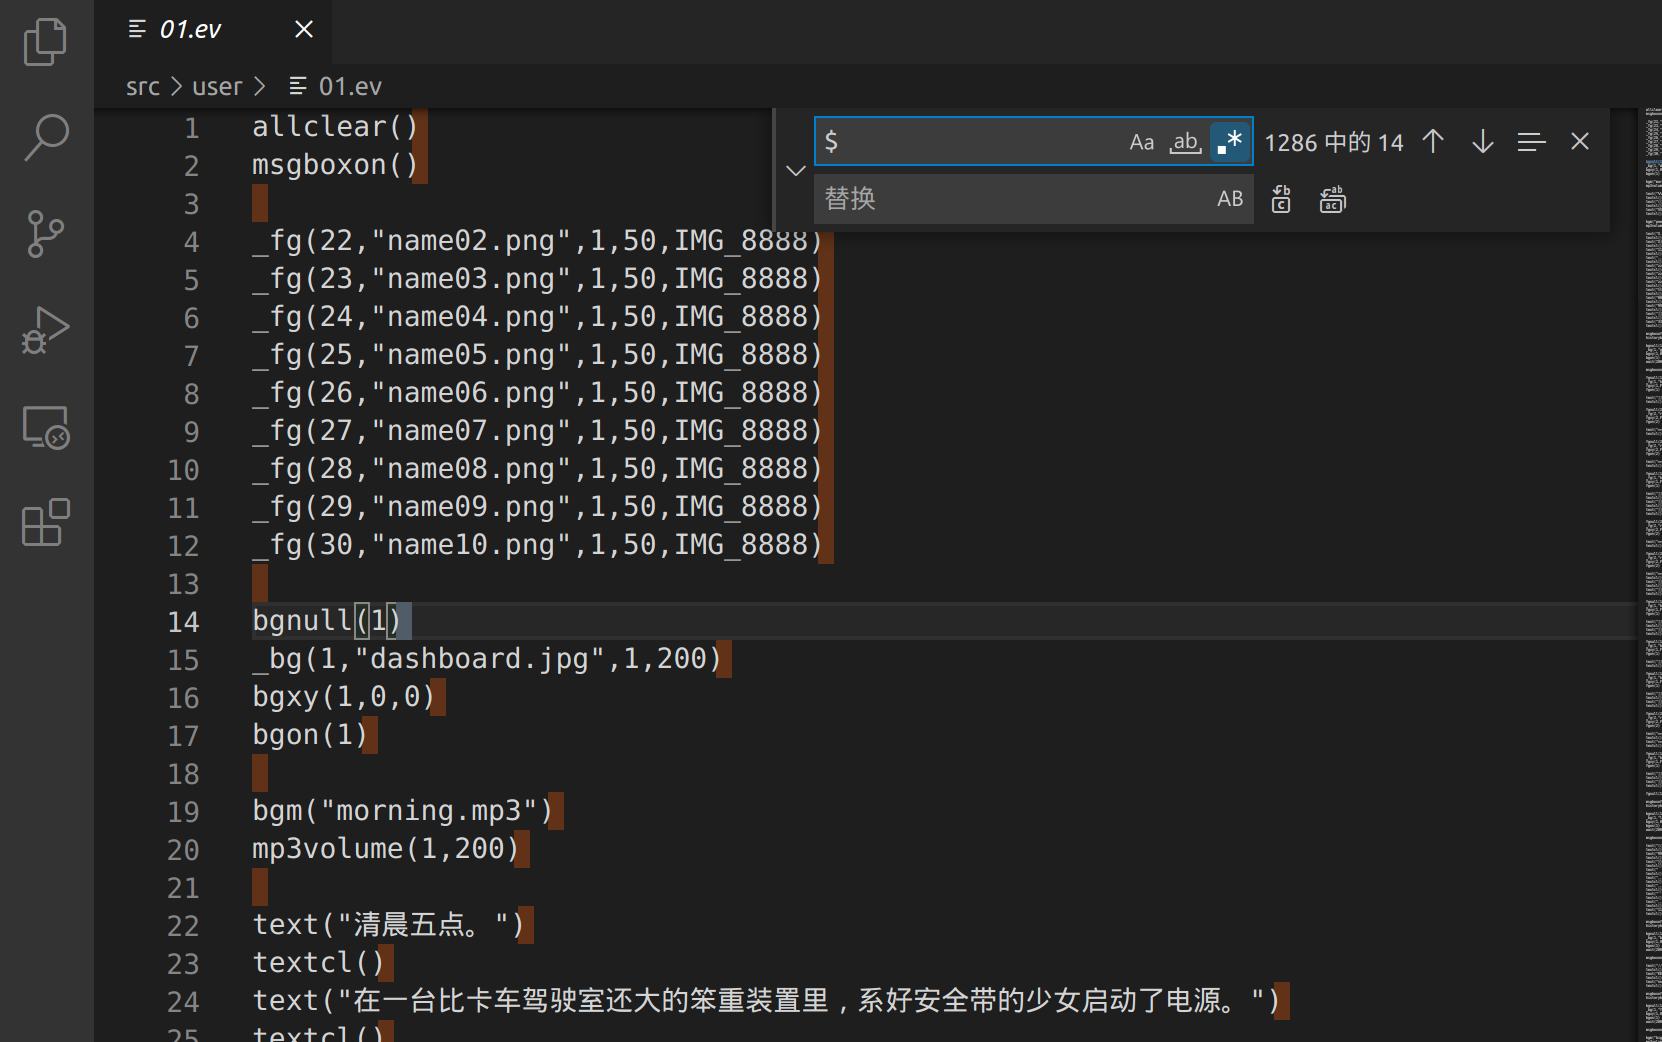 01.ev
src > user > 01.ev
$ Aa ab .* 1286 中的 14
替换 AB
1 allclear()
2 msgboxon()
3
4 _fg(22,"name02.png",1,50,IMG_8888)
5 _fg(23,"name03.png",1,50,IMG_8888)
6 _fg(24,"name04.png",1,50,IMG_8888)
7 _fg(25,"name05.png",1,50,IMG_8888)
8 _fg(26,"name06.png",1,50,IMG_8888)
9 _fg(27,"name07.png",1,50,IMG_8888)
10 _fg(28,"name08.png",1,50,IMG_8888)
11 _fg(29,"name09.png",1,50,IMG_8888)
12 _fg(30,"name10.png",1,50,IMG_8888)
13
14 bgnull(1)
15 _bg(1,"dashboard.jpg",1,200)
16 bgxy(1,0,0)
17 bgon(1)
18
19 bgm("morning.mp3")
20 mp3volume(1,200)
21
22 text("清晨五点。")
23 textcl()
24 text("在一台比卡车驾驶室还大的笨重装置里，系好安全带的少女启动了电源。")
25 textcl()